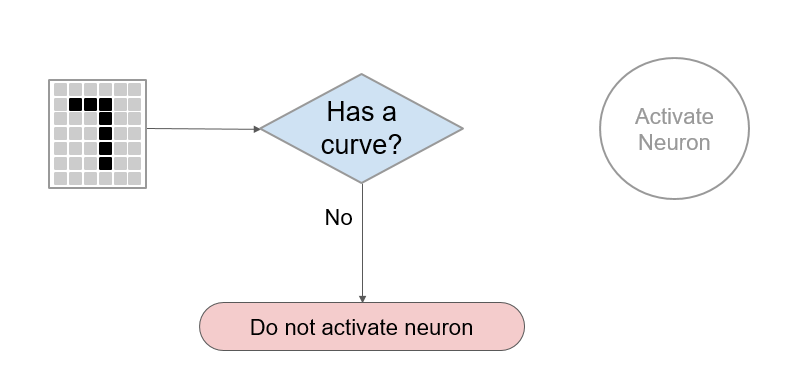 Has a
curve?
Activate
Neuron
No
Do not activate neuron